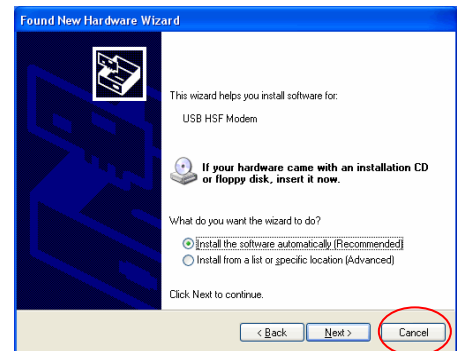 Found New Hardware Wizard
This wizard helps you install software for:
USB HSF Modem
If your hardware came with an installation CD
or floppy disk, insert it now.
What do you want the wizard to do?
Install the software automatically (Recommended)
Install from a list or specific location (Advanced)
Click Next to continue.
< Back Next > Cancel